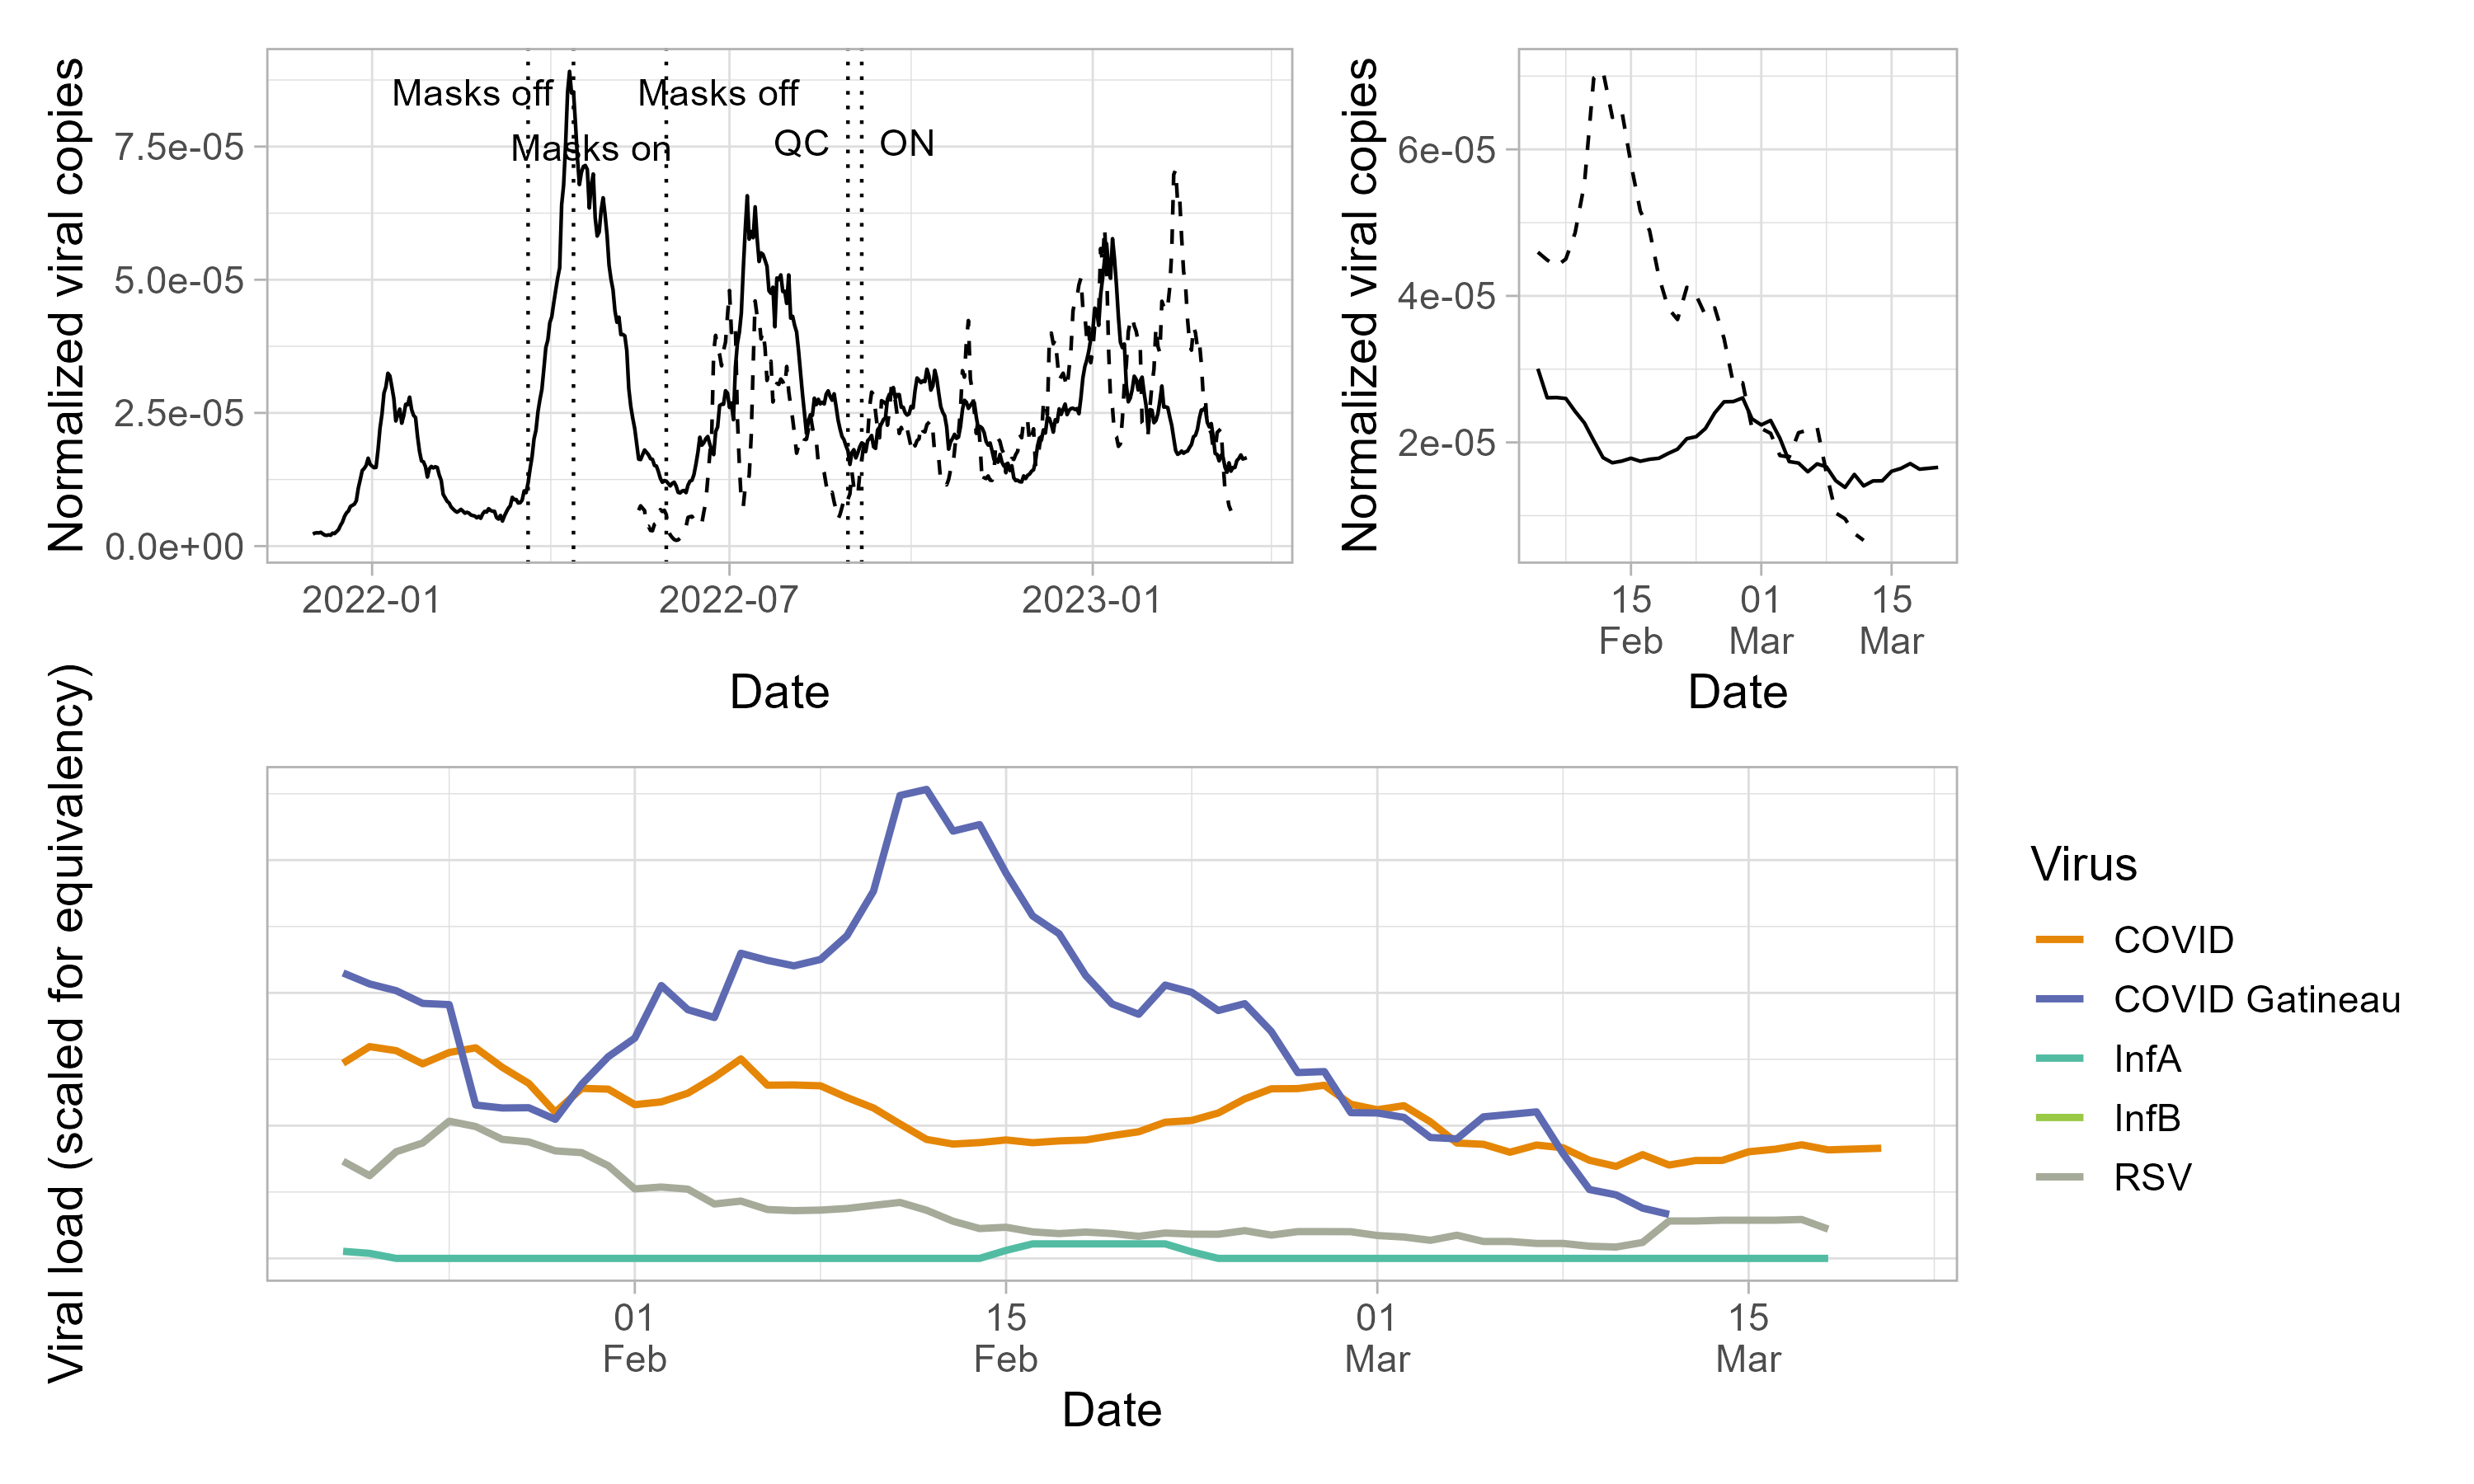 Normalized viral copies
7.5e-05
5.0e-05
2.5e-05
0.0e+00
Masks off
Masks on
Masks off
QC
ON
2022-01
2022-07
2023-01
Date
Normalized viral copies
6e-05
4e-05
2e-05
15
Feb
01
Mar
15
Mar
Date
Viral load (scaled for equivalency)
01
Feb
15
Feb
01
Mar
15
Mar
Date
Virus
COVID
COVID Gatineau
InfA
InfB
RSV